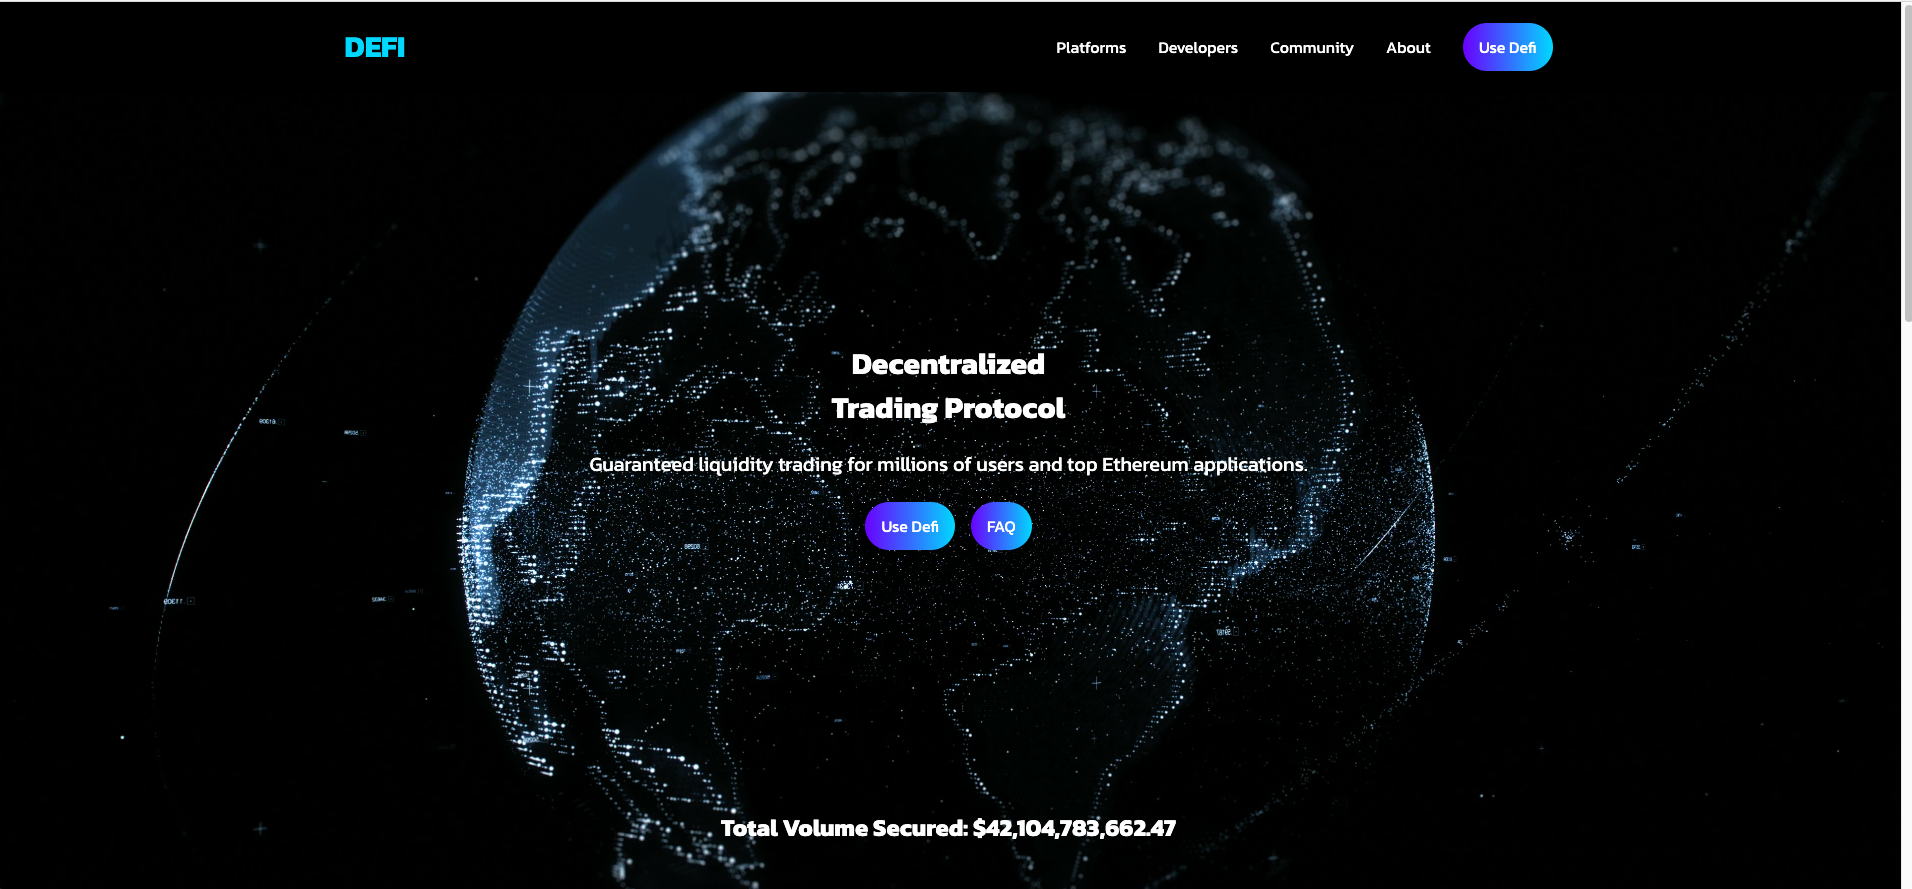 DEFI
Platforms Developers Community About Use Defi
Decentralized
Trading Protocol
Guaranteed liquidity trading for millions of users and top Ethereum applications.
Use Defi FAQ
Total Volume Secured: $42,104,783,662.47